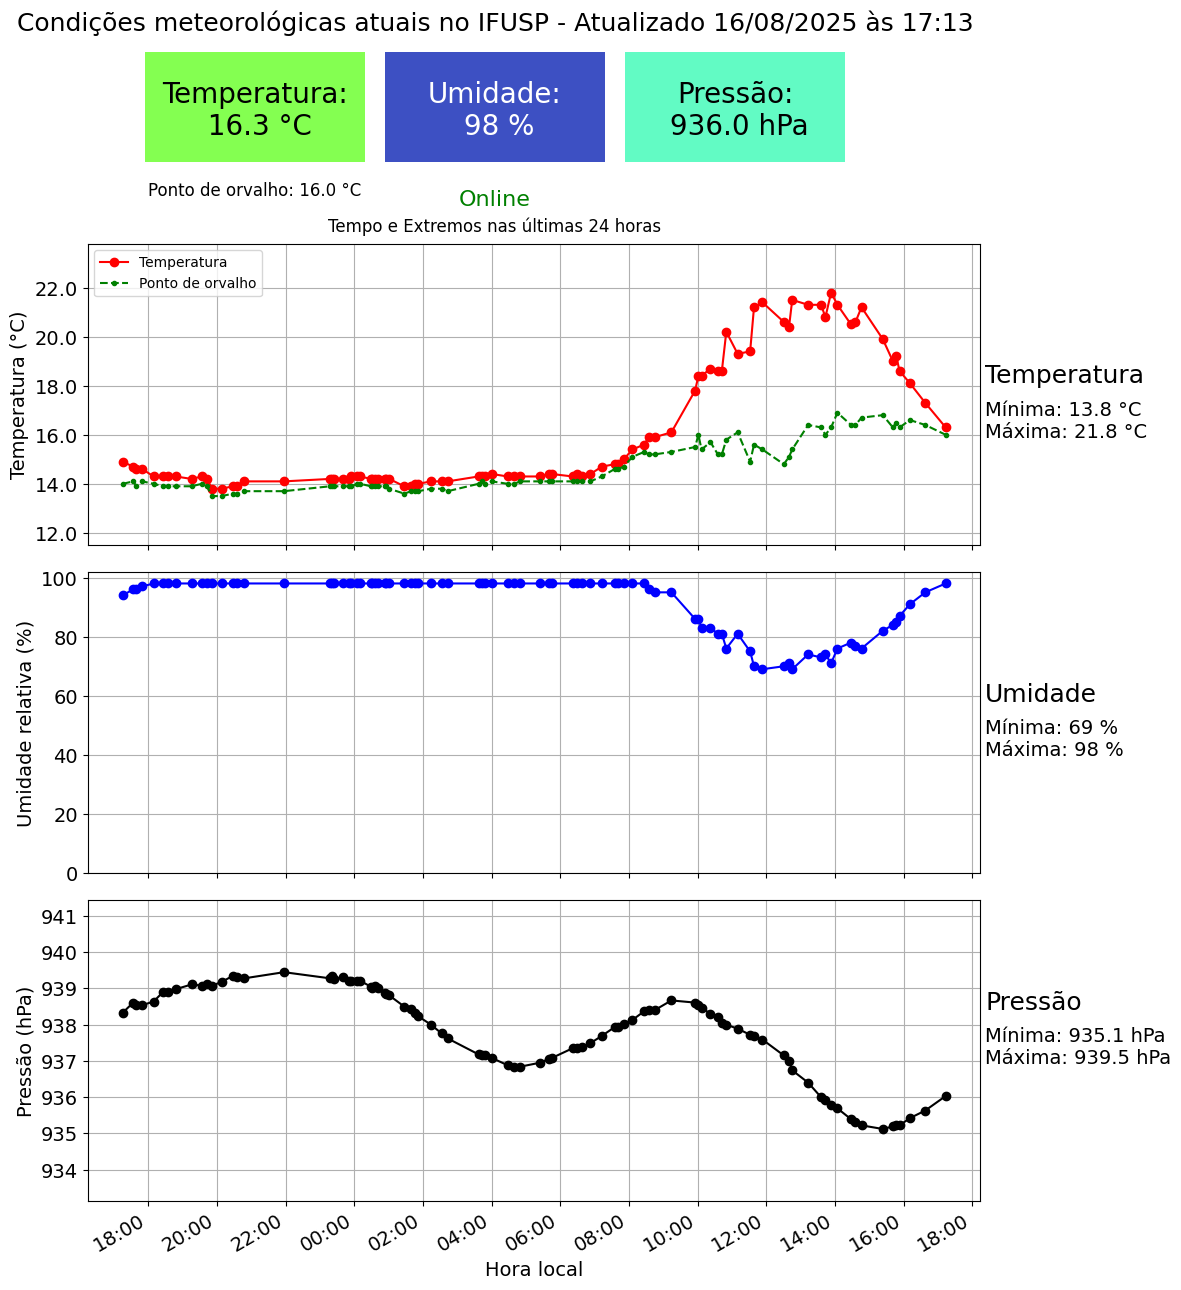 Condições meteorológicas atuais no IFUSP - Atualizado 16/08/2025 às 17:13
Temperatura:
16.3 °C
Umidade:
98 %
Pressão:
936.0 hPa
Ponto de orvalho: 16.0 °C
Online
Tempo e Extremos nas últimas 24 horas
Temperatura (°C)
22.0
20.0
18.0
16.0
14.0
12.0
Temperatura
Ponto de orvalho
Temperatura
Mínima: 13.8 °C
Máxima: 21.8 °C
Umidade relativa (%)
100
80
60
40
20
0
Umidade
Mínima: 69 %
Máxima: 98 %
Pressão (hPa)
941
940
939
938
937
936
935
934
Pressão
Mínima: 935.1 hPa
Máxima: 939.5 hPa
18:00 20:00 22:00 00:00 02:00 04:00 06:00 08:00 10:00 12:00 14:00 16:00 18:00
Hora local